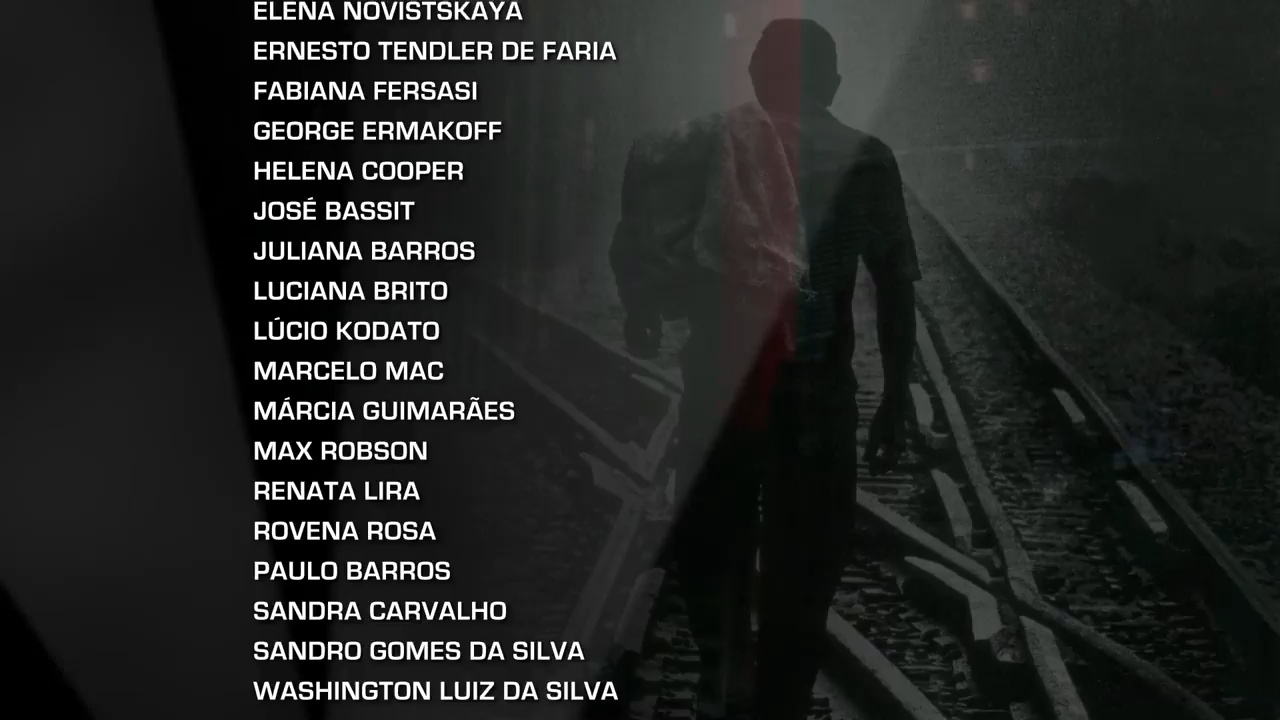 ELENA NOVISTSKAYA
ERNESTO TENDLER DE FARIA
FABIANA FERSASI
GEORGE ERMAKOFF
HELENA COOPER
JOSÉ BASSIT
JULIANA BARROS
LUCIANA BRITO
LÚCIO KODATO
MARCELO MAC
MÁRCIA GUIMARÃES
MAX ROBSON
RENATA LIRA
ROVENA ROSA
PAULO BARROS
SANDRA CARVALHO
SANDRO GOMES DA SILVA
WASHINGTON LUIZ DA SILVA